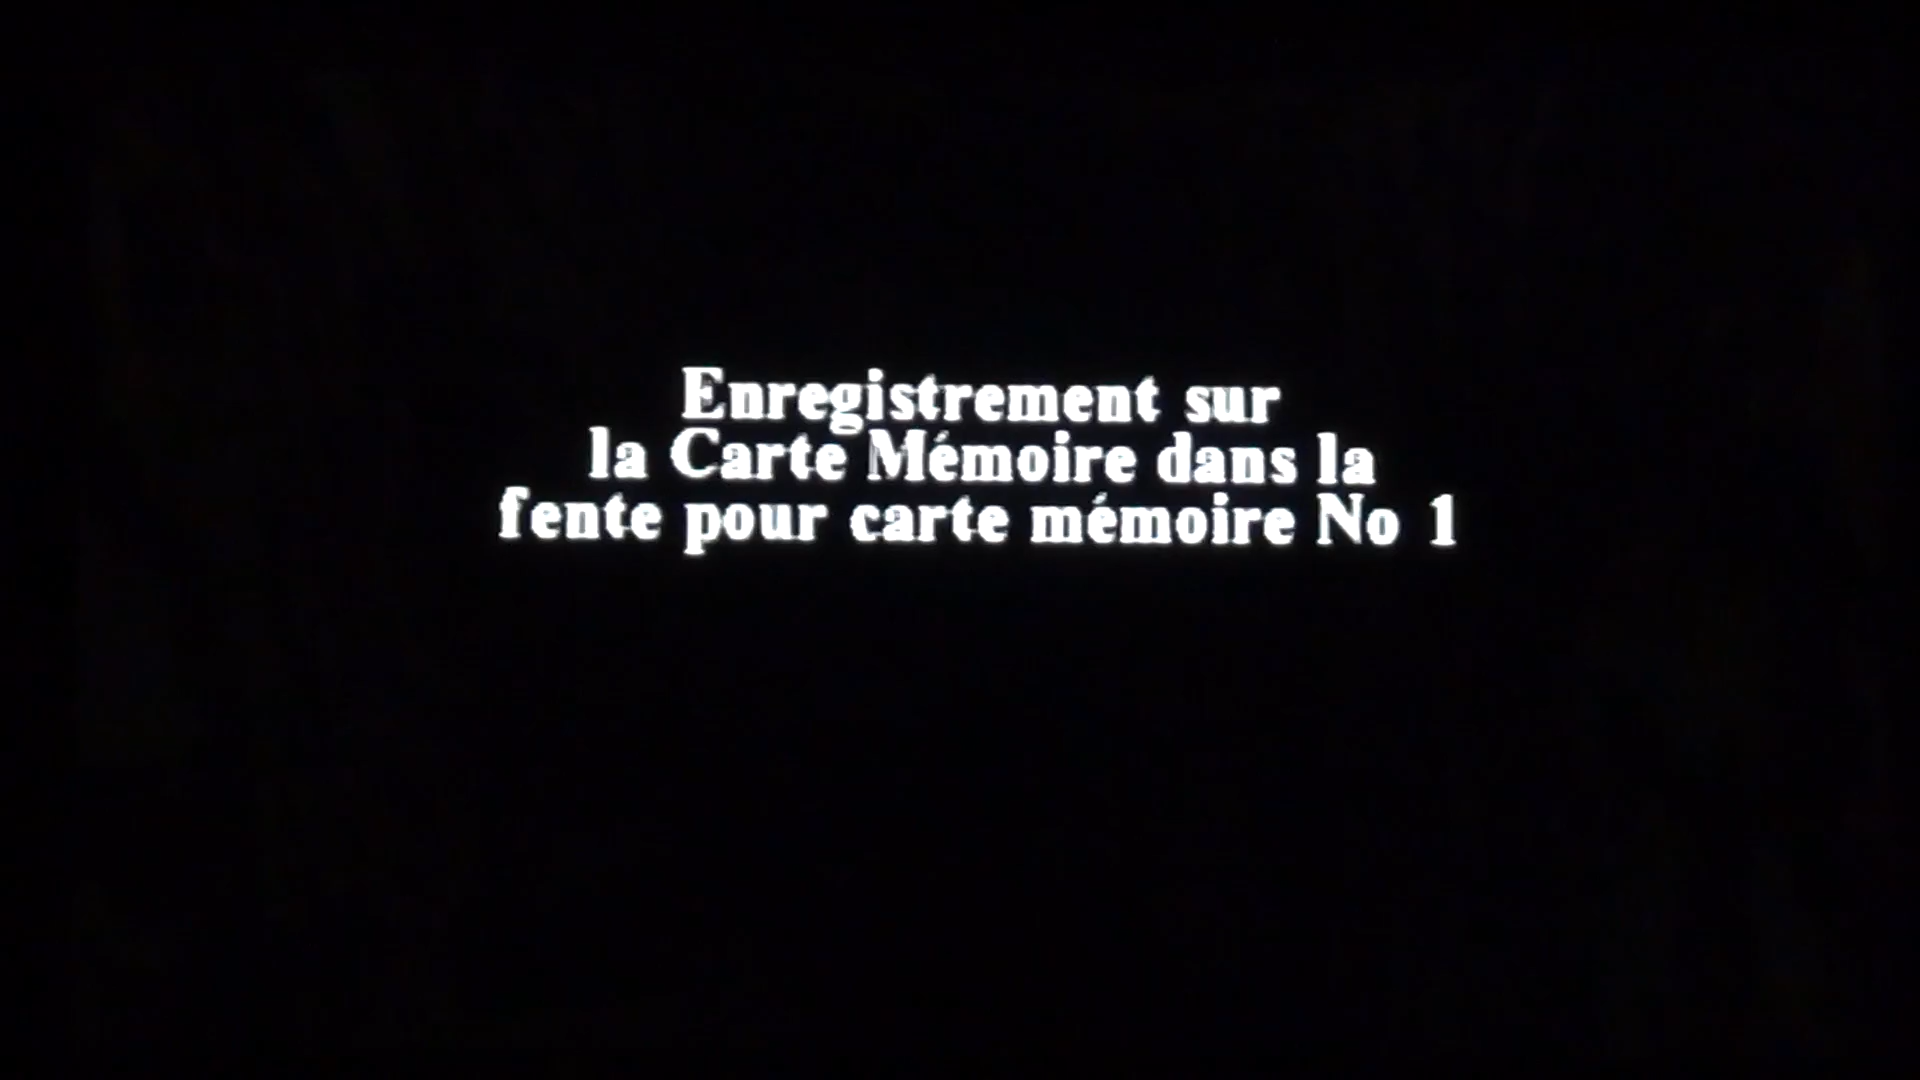 Enregistrement sur
la Carte Mémoire dans la
fente pour carte mémoire No 1